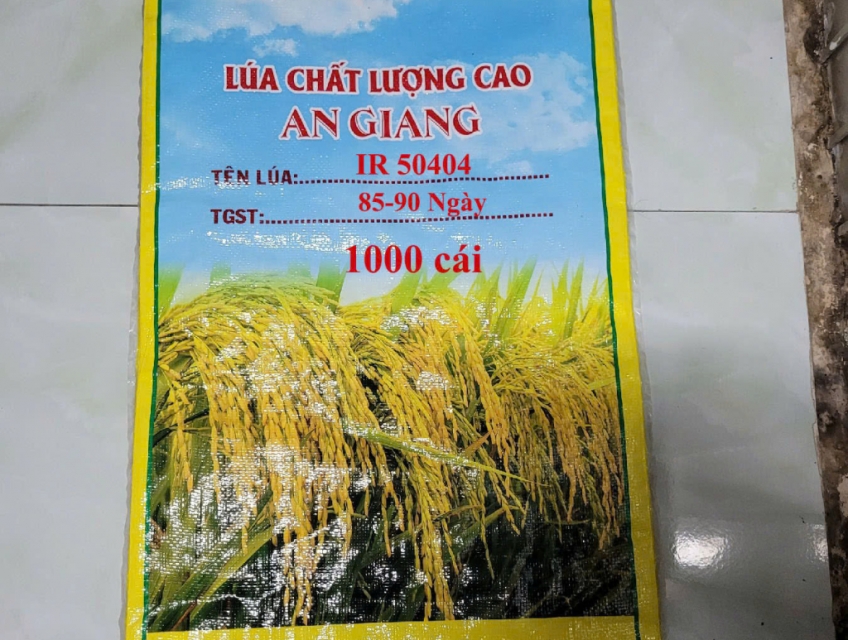 LÚA CHẤT LƯỢNG CAO
AN GIANG
TÊN LÚA:  IR 50404
TGST:  85-90 Ngày
1000 cái